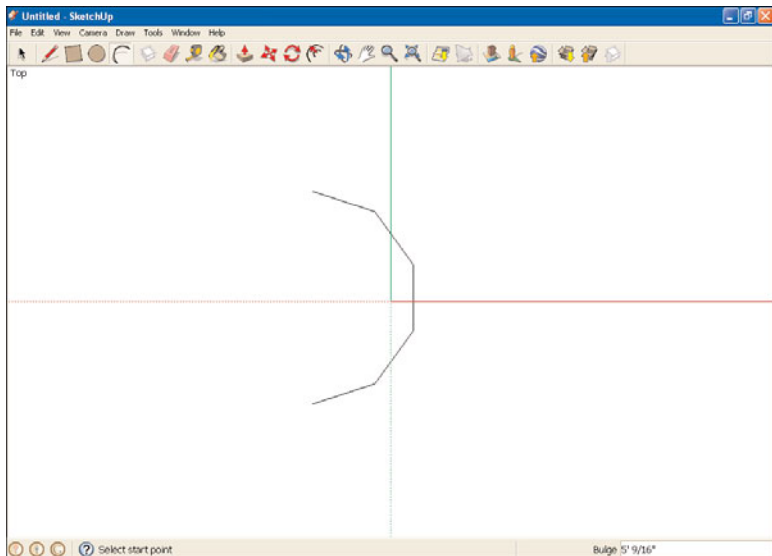 Untitled - SketchUp
File Edit View Camera Draw Tools Window Help
Top
Select start point
Bulge 5' 9/16"